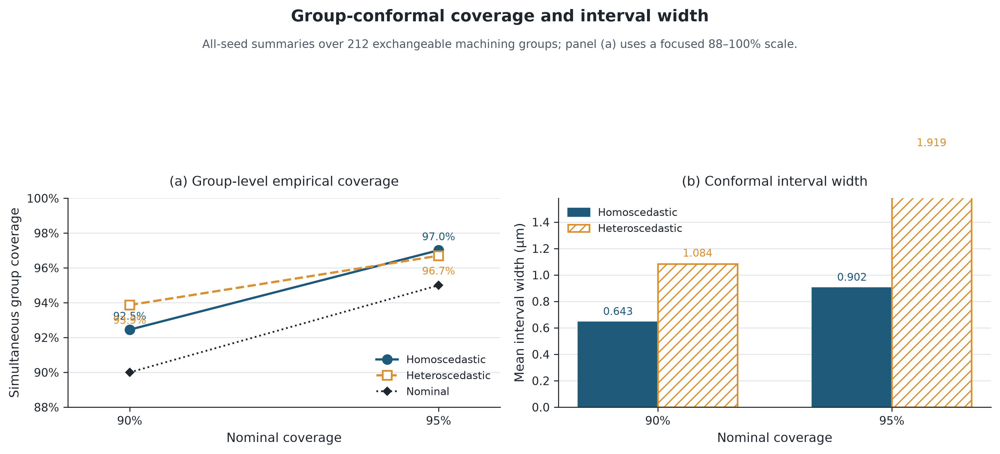 Group-conformal coverage and interval width
All-seed summaries over 212 exchangeable machining groups; panel (a) uses a focused 88–100% scale.
(a) Group-level empirical coverage
Simultaneous group coverage
100%
98%
96%
94%
92%
90%
88%
97.0%
96.7%
92.5%
93.9%
Homoscedastic
Heteroscedastic
Nominal
90%
95%
Nominal coverage
1.919
(b) Conformal interval width
Mean interval width (μm)
1.4
1.2
1.0
0.8
0.6
0.4
0.2
0.0
Homoscedastic
Heteroscedastic
1.084
0.902
0.643
90%
95%
Nominal coverage